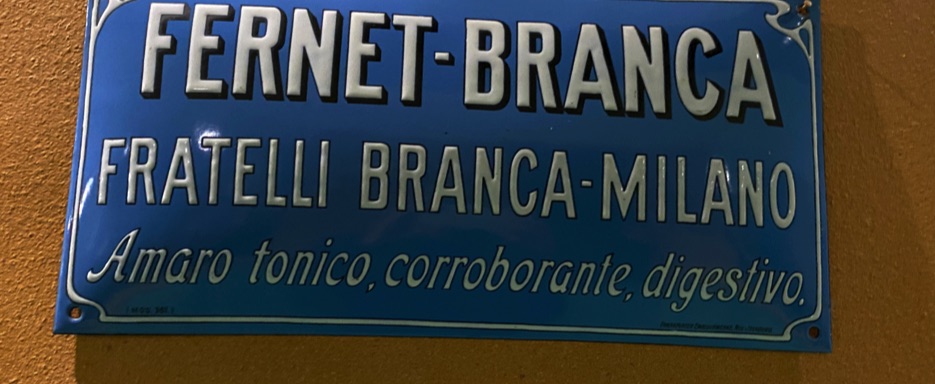 FERNET-BRANCA
FRATELLI BRANCA-MILANO
Amaro tonico, corroborante, digestivo.